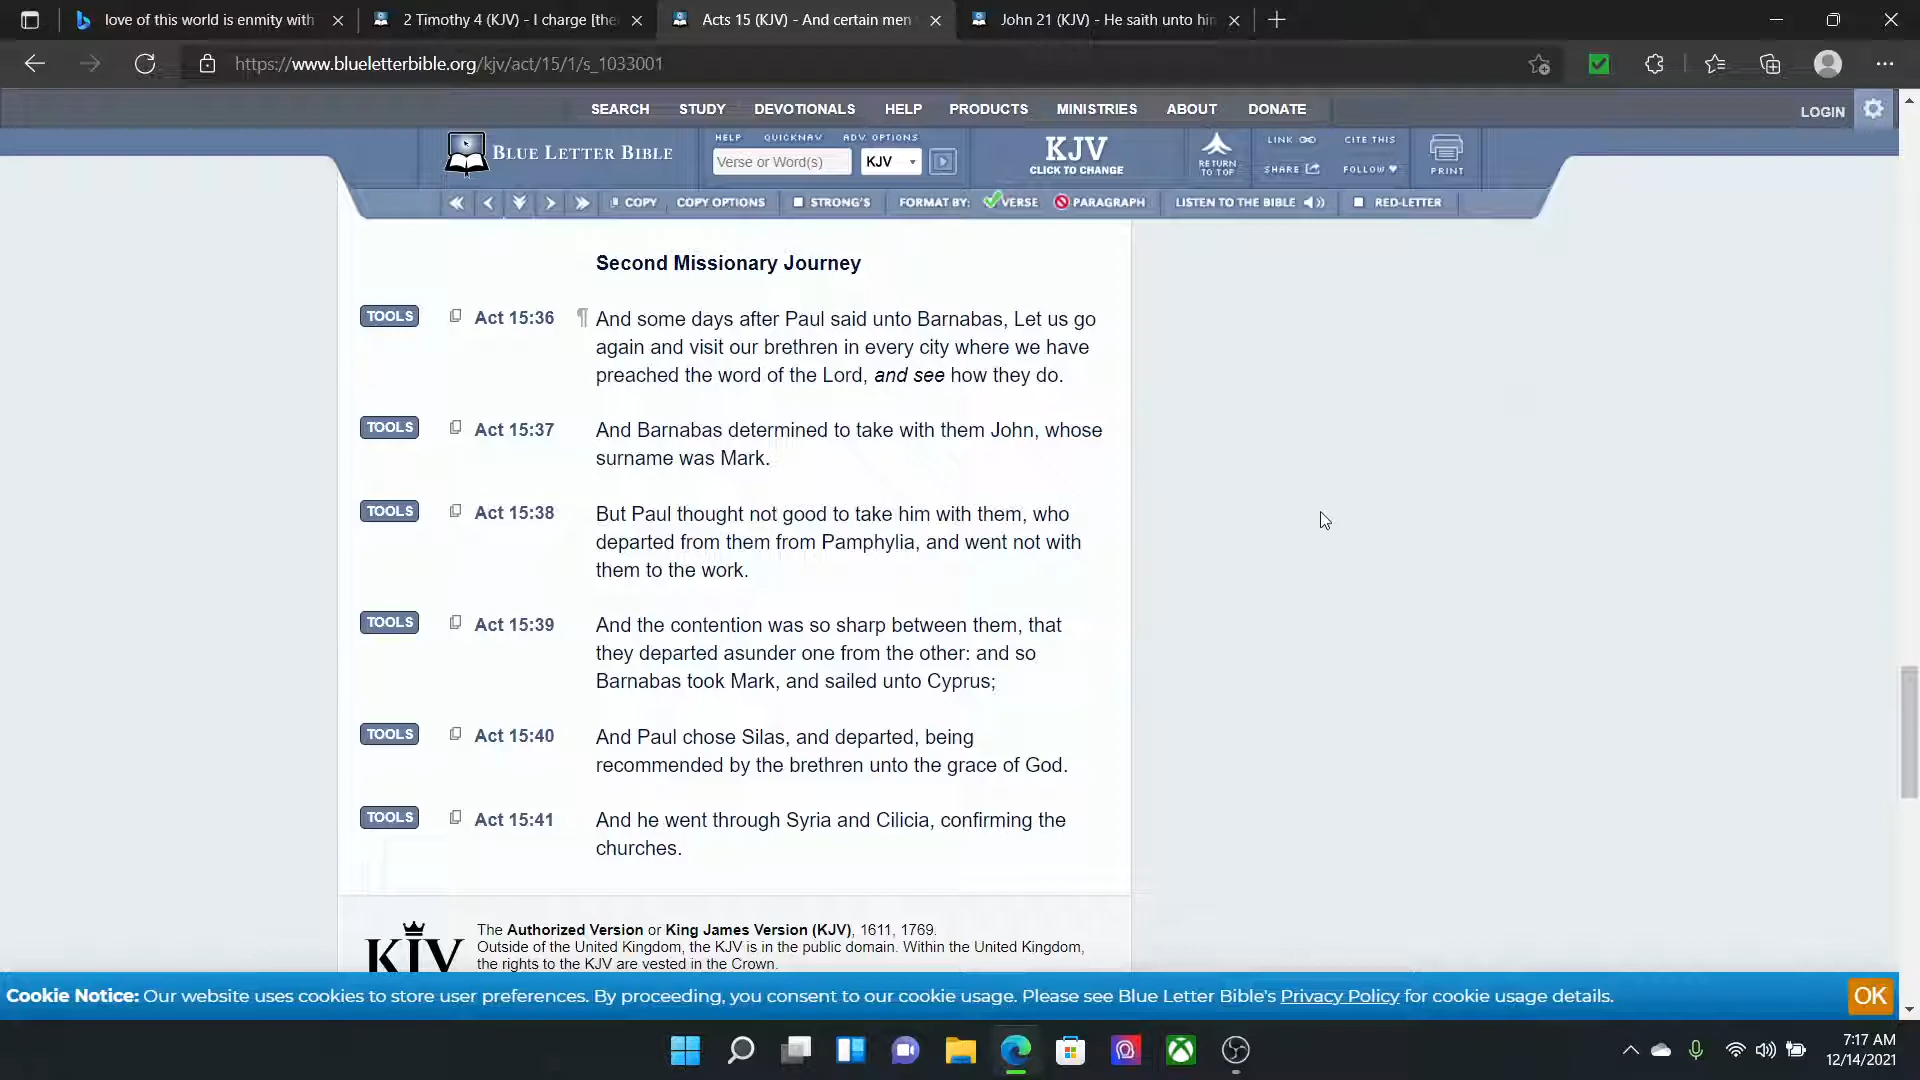 love of this world is enmity with
2 Timothy 4 (KJV) - I charge [the
Acts 15 (KJV) - And certain men
John 21 (KJV) - He saith unto hi
https://www.blueletterbible.org/kjv/act/15/1/s_1033001
SEARCH STUDY DEVOTIONALS HELP PRODUCTS MINISTRIES ABOUT DONATE
LOGIN
BLUE LETTER BIBLE
HELP QUICKNAV ADV. OPTIONS
Verse or Word(s) KJV
KJV
CLICK TO CHANGE
RETURN
TO TOP
LINK CITE THIS
SHARE FOLLOW
PRINT
COPY COPY OPTIONS STRONG'S FORMAT BY: VERSE PARAGRAPH LISTEN TO THE BIBLE RED-LETTER
Second Missionary Journey
TOOLS Act 15:36 ¶ And some days after Paul said unto Barnabas, Let us go
again and visit our brethren in every city where we have
preached the word of the Lord, and see how they do.
TOOLS Act 15:37 And Barnabas determined to take with them John, whose
surname was Mark.
TOOLS Act 15:38 But Paul thought not good to take him with them, who
departed from them from Pamphylia, and went not with
them to the work.
TOOLS Act 15:39 And the contention was so sharp between them, that
they departed asunder one from the other: and so
Barnabas took Mark, and sailed unto Cyprus;
TOOLS Act 15:40 And Paul chose Silas, and departed, being
recommended by the brethren unto the grace of God.
TOOLS Act 15:41 And he went through Syria and Cilicia, confirming the
churches.
KJV
The Authorized Version or King James Version (KJV), 1611, 1769.
Outside of the United Kingdom, the KJV is in the public domain. Within the United Kingdom,
the rights to the KJV are vested in the Crown.
Cookie Notice: Our website uses cookies to store user preferences. By proceeding, you consent to our cookie usage. Please see Blue Letter Bible's Privacy Policy for cookie usage details.
OK
7:17 AM
12/14/2021